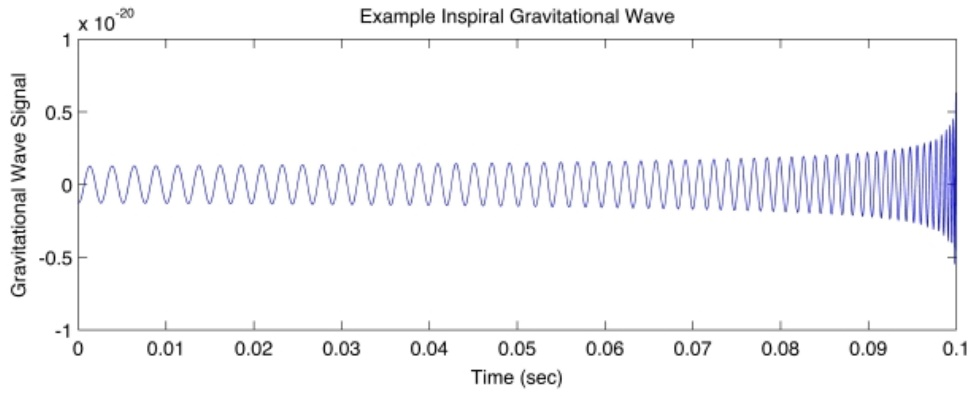 Example Inspiral Gravitational Wave
x 10^-20
Gravitational Wave Signal
1
0.5
0
-0.5
-1
0 0.01 0.02 0.03 0.04 0.05 0.06 0.07 0.08 0.09 0.1
Time (sec)